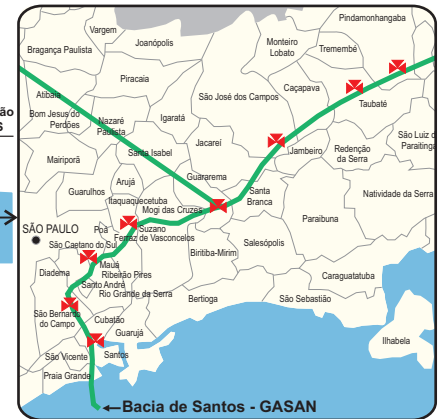 Vargem
Pindamonhangaba
Bragança Paulista
Joanópolis
Monteiro
Lobato
Tremembé
Piracaia
Caçapava
Atibaia
São José dos Campos
Taubaté
ão
S
Bom Jesus do
Perdões
Nazaré
Paulista
Igaratá
São Luiz do
Paraitinga
Jacareí
Jambeiro
Redenção
da Serra
Mairiporã
Santa Isabel
Guararema
Arujá
Guarulhos
Santa
Branca
Natividade da Serra
Itaquaquecetuba
Mogi das Cruzes
Paraibuna
SÃO PAULO
Poá
Suzano
Ferraz de Vasconcelos
São Caetano do Sul
Salesópolis
Biritiba-Mirim
Mauá
Diadema
Ribeirão Pires
Santo André
Rio Grande da Serra
Caraguatatuba
Bertioga
São Sebastião
São Bernardo
do Campo
Cubatão
Guarujá
Ilhabela
São Vicente
Santos
Praia Grande
Bacia de Santos - GASAN